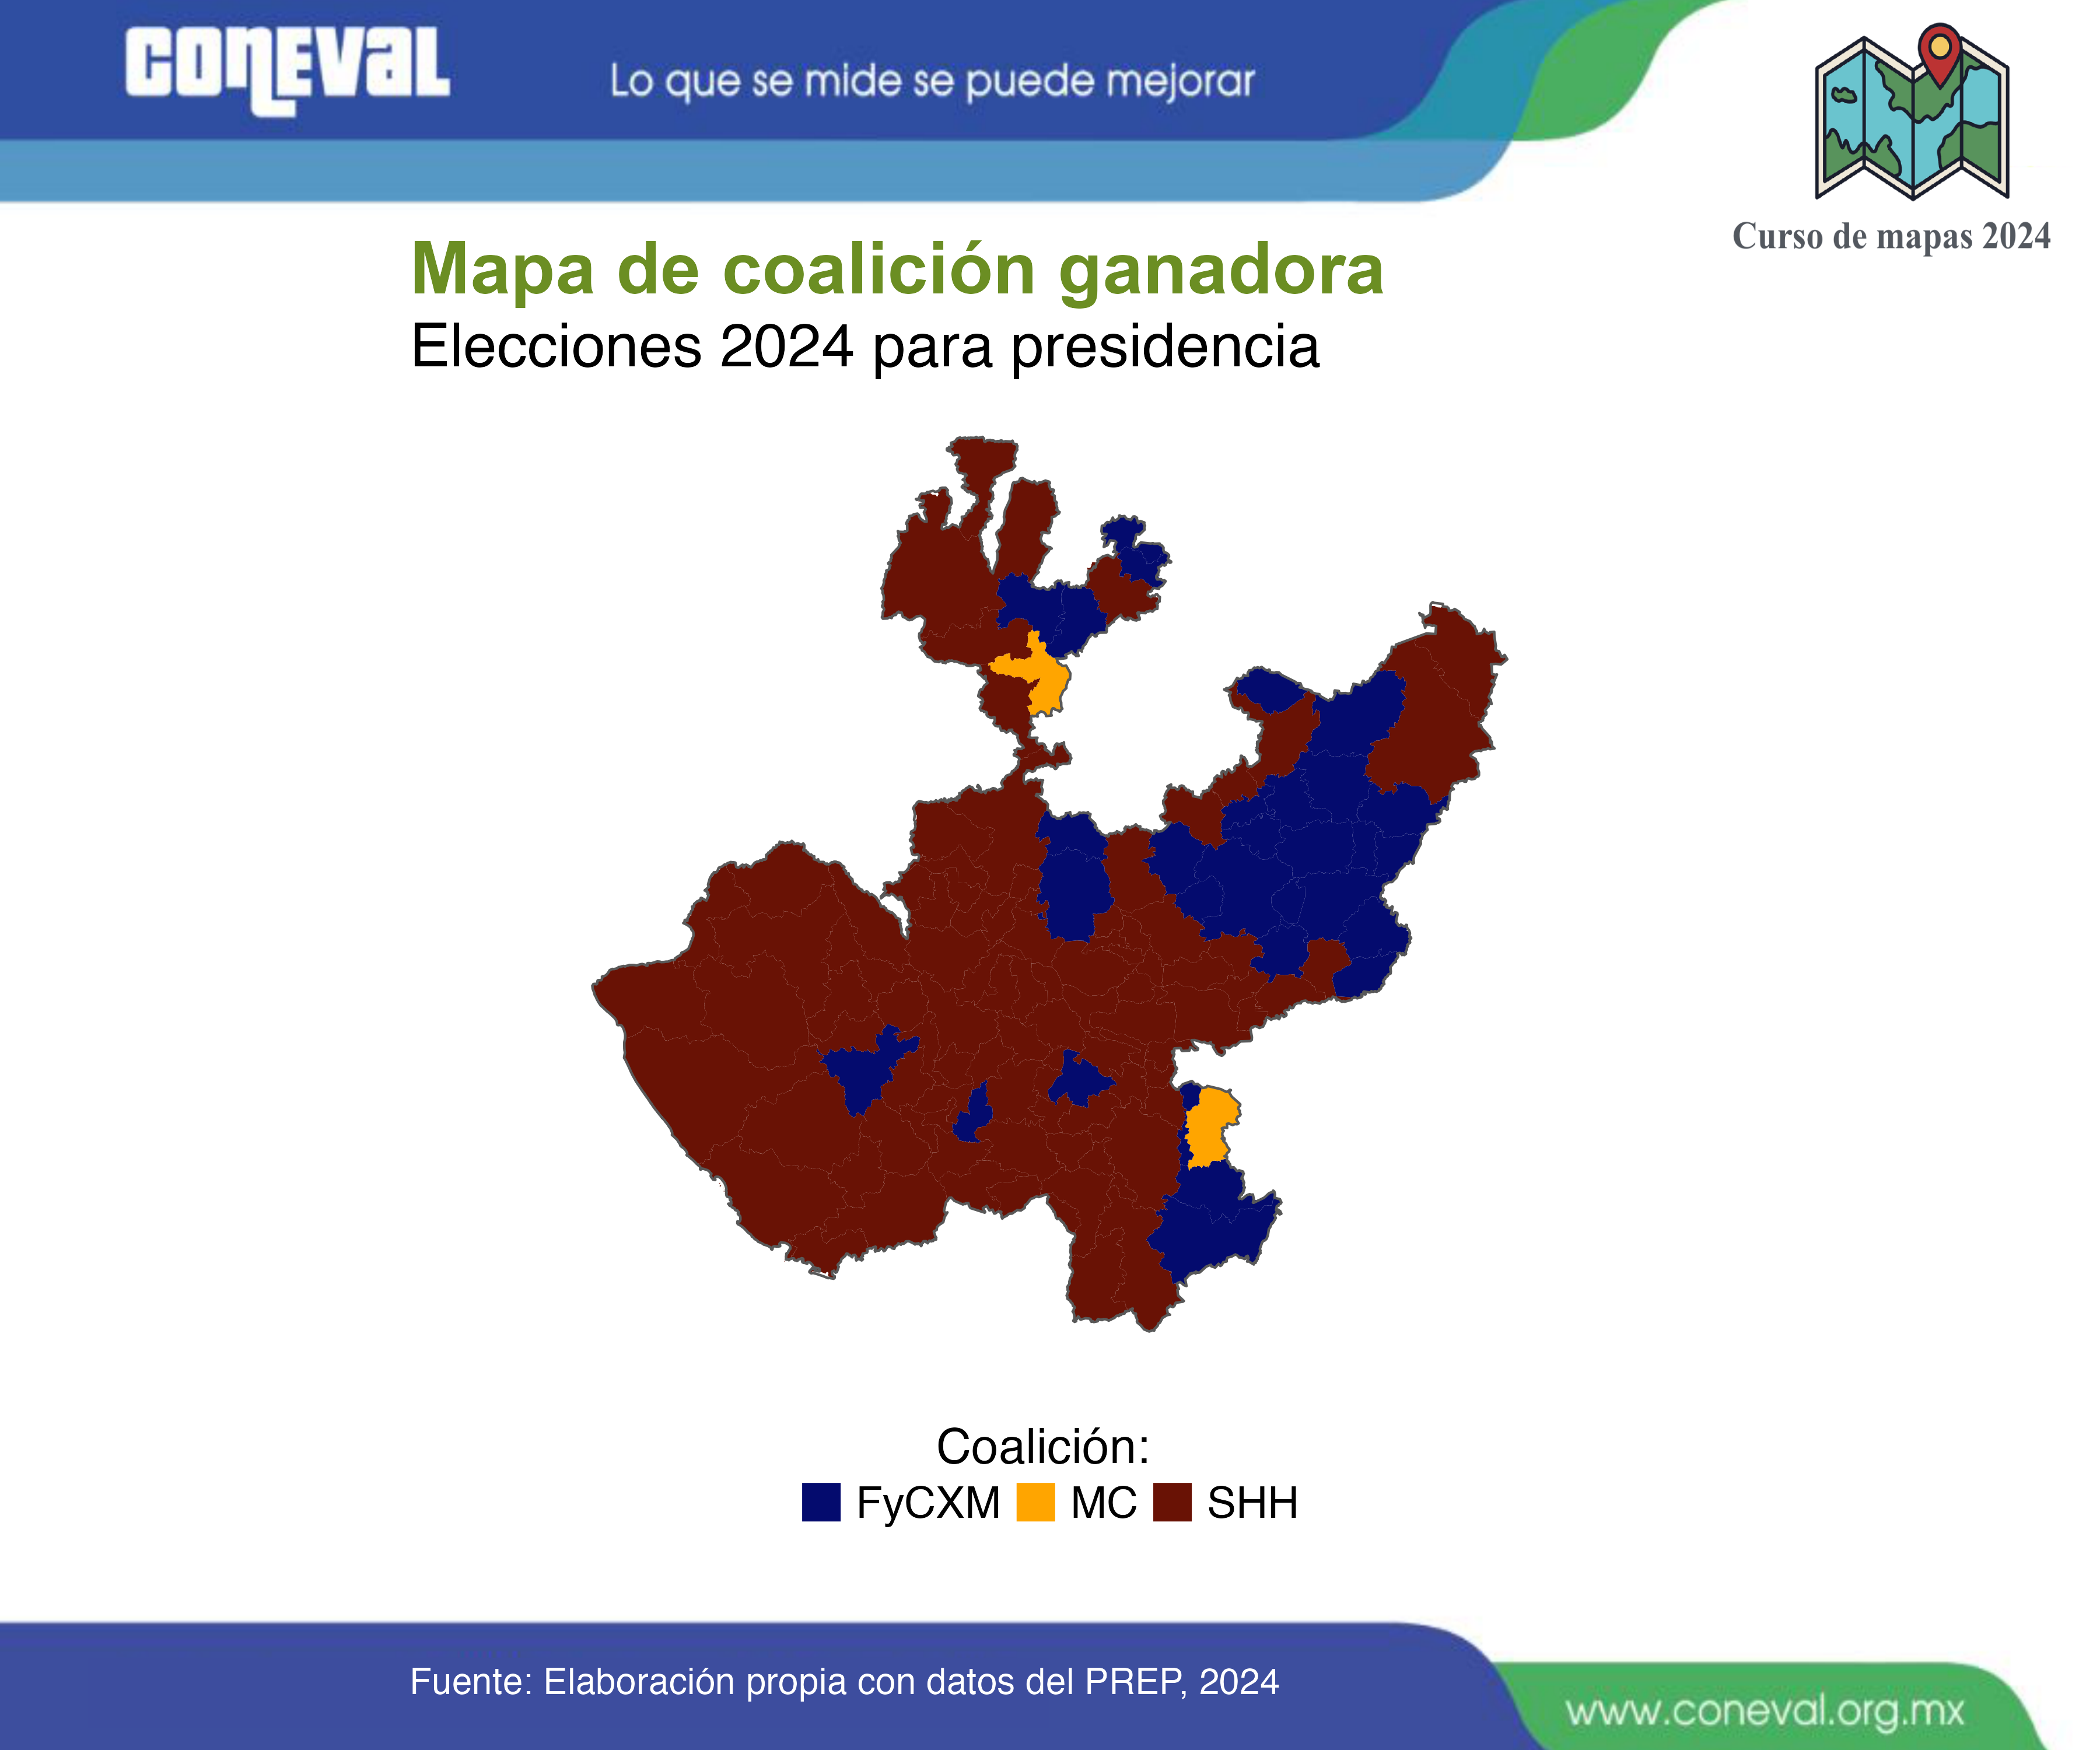 conEval
Lo que se mide se puede mejorar
Curso de mapas 2024
Mapa de coalición ganadora
Elecciones 2024 para presidencia
Coalición:
FyCXM MC SHH
Fuente: Elaboración propia con datos del PREP, 2024
www.coneval.org.mx